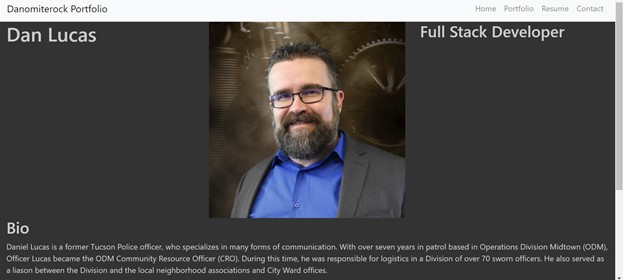 Danomiterock Portfolio
Home Portfolio Resume Contact
Dan Lucas
Full Stack Developer
Bio
Daniel Lucas is a former Tucson Police officer, who specializes in many forms of communication. With over seven years in patrol based in Operations Division Midtown (ODM),
Officer Lucas became the ODM Community Resource Officer (CRO). During this time, he was responsible for logistics in a Division of over 70 sworn officers. He also served as
a liason between the Division and the local neighborhood associations and City Ward offices.